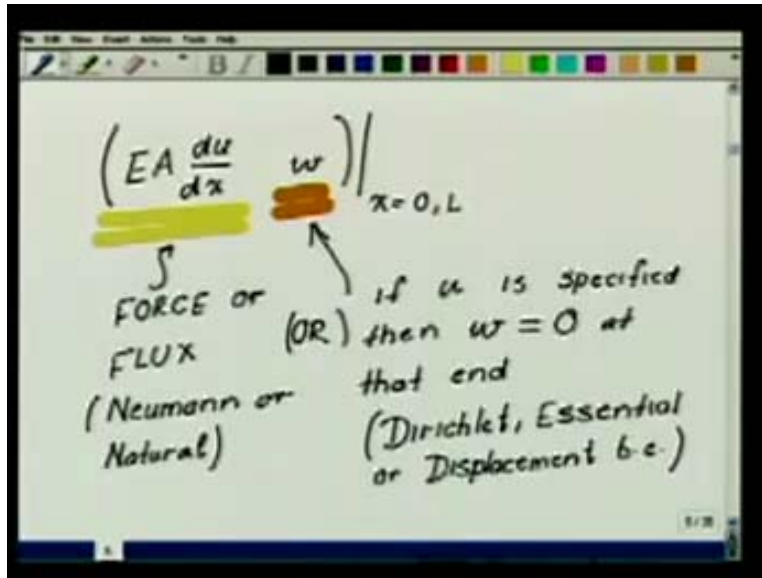 (EA du/dx w)|x=0,L
FORCE or
FLUX
(Neumann or
Natural)
(OR)
if u is specified
then w = 0 at
that end
(Dirichlet, Essential
or Displacement b.c.)